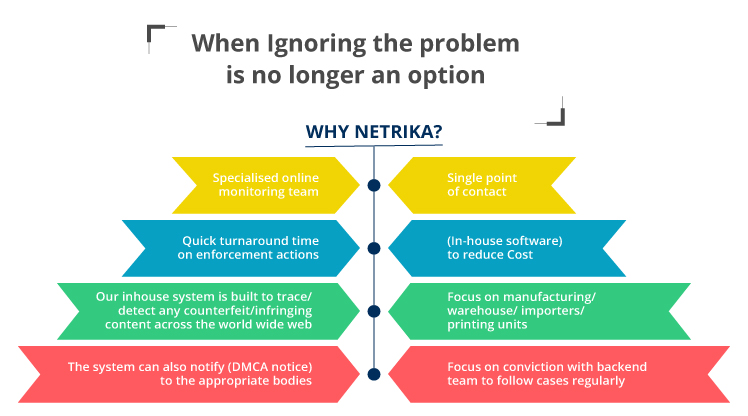 When Ignoring the problem
is no longer an option
WHY NETRIKA?
Specialised online
monitoring team
Single point
of contact
Quick turnaround time
on enforcement actions
(In-house software)
to reduce Cost
Our inhouse system is built to trace/
detect any counterfeit/infringing
content across the world wide web
Focus on manufacturing/
warehouse/ importers/
printing units
The system can also notify (DMCA notice)
to the appropriate bodies
Focus on conviction with backend
team to follow cases regularly